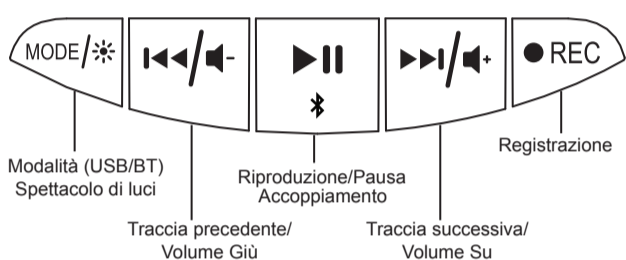 MODE/
REC
Modalità (USB/BT)
Spettacolo di luci
Traccia precedente/
Volume Giù
Riproduzione/Pausa
Accoppiamento
Traccia successiva/
Volume Su
Registrazione